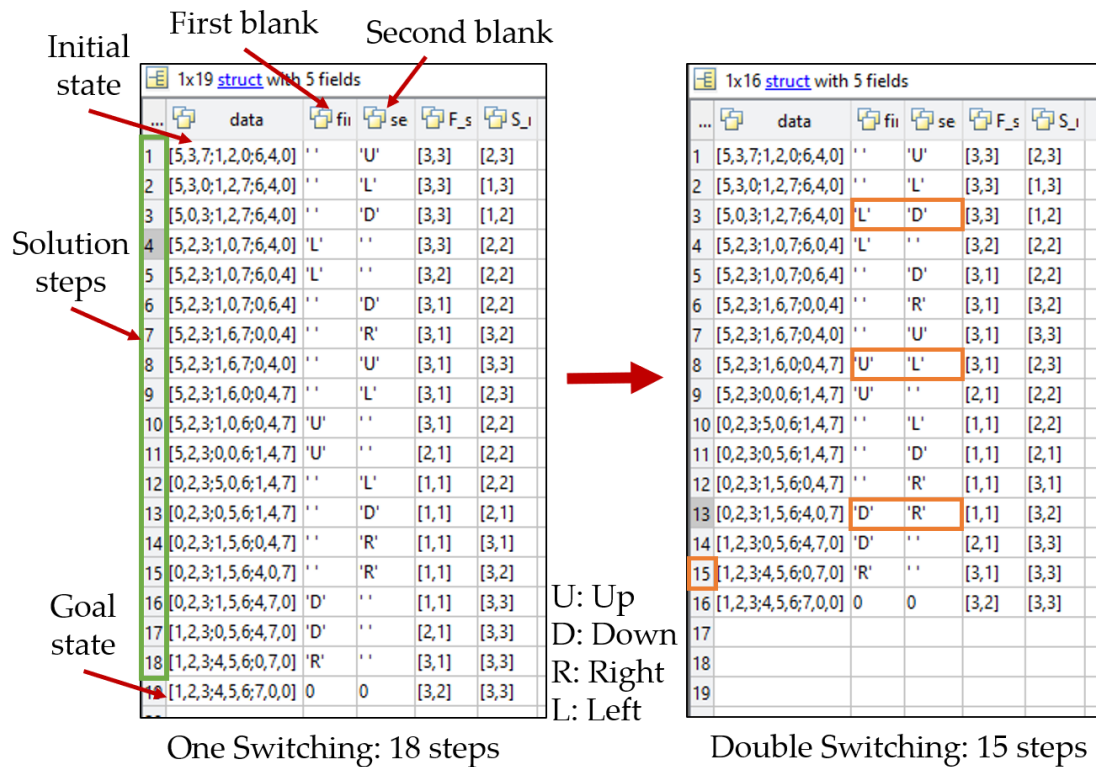 First blank
Second blank
Initial
state
1x19 struct with 5 fields
... data fii se F_s S_ı
1 [5,3,7;1,2,0;6,4,0] ' ' 'U' [3,3] [2,3]
2 [5,3,0;1,2,7;6,4,0] ' ' 'L' [3,3] [1,3]
3 [5,0,3;1,2,7;6,4,0] ' ' 'D' [3,3] [1,2]
4 [5,2,3;1,0,7;6,4,0] 'L' ' ' [3,3] [2,2]
5 [5,2,3;1,0,7;6,0,4] 'L' ' ' [3,2] [2,2]
6 [5,2,3;1,0,7;0,6,4] ' ' 'D' [3,1] [2,2]
7 [5,2,3;1,6,7;0,0,4] ' ' 'R' [3,1] [3,2]
8 [5,2,3;1,6,7;0,4,0] ' ' 'U' [3,1] [3,3]
9 [5,2,3;1,6,0;0,4,7] ' ' 'L' [3,1] [2,3]
10 [5,2,3;1,0,6;0,4,7] 'U' ' ' [3,1] [2,2]
11 [5,2,3;0,0,6;1,4,7] 'U' ' ' [2,1] [2,2]
12 [0,2,3;5,0,6;1,4,7] ' ' 'L' [1,1] [2,2]
13 [0,2,3;0,5,6;1,4,7] ' ' 'D' [1,1] [2,1]
14 [0,2,3;1,5,6;0,4,7] ' ' 'R' [1,1] [3,1]
15 [0,2,3;1,5,6;4,0,7] ' ' 'R' [1,1] [3,2]
16 [0,2,3;1,5,6;4,7,0] 'D' ' ' [1,1] [3,3]
17 [1,2,3;0,5,6;4,7,0] 'D' ' ' [2,1] [3,3]
18 [1,2,3;4,5,6;0,7,0] 'R' ' ' [3,1] [3,3]
19 [1,2,3;4,5,6;7,0,0] 0 0 [3,2] [3,3]
Solution
steps
Goal
state
One Switching: 18 steps
U: Up
D: Down
R: Right
L: Left
1x16 struct with 5 fields
... data fii se F_s S_ı
1 [5,3,7;1,2,0;6,4,0] ' ' 'U' [3,3] [2,3]
2 [5,3,0;1,2,7;6,4,0] ' ' 'L' [3,3] [1,3]
3 [5,0,3;1,2,7;6,4,0] 'L' 'D' [3,3] [1,2]
4 [5,2,3;1,0,7;6,0,4] 'L' ' ' [3,2] [2,2]
5 [5,2,3;1,0,7;0,6,4] ' ' 'D' [3,1] [2,2]
6 [5,2,3;1,6,7;0,0,4] ' ' 'R' [3,1] [3,2]
7 [5,2,3;1,6,7;0,4,0] ' ' 'U' [3,1] [3,3]
8 [5,2,3;1,6,0;0,4,7] 'U' 'L' [3,1] [2,3]
9 [5,2,3;0,0,6;1,4,7] 'U' ' ' [2,1] [2,2]
10 [0,2,3;5,0,6;1,4,7] ' ' 'L' [1,1] [2,2]
11 [0,2,3;0,5,6;1,4,7] ' ' 'D' [1,1] [2,1]
12 [0,2,3;1,5,6;0,4,7] ' ' 'R' [1,1] [3,1]
13 [0,2,3;1,5,6;4,0,7] 'D' 'R' [1,1] [3,2]
14 [1,2,3;0,5,6;4,7,0] 'D' ' ' [2,1] [3,3]
15 [1,2,3;4,5,6;0,7,0] 'R' ' ' [3,1] [3,3]
16 [1,2,3;4,5,6;7,0,0] 0 0 [3,2] [3,3]
17
18
19
Double Switching: 15 steps